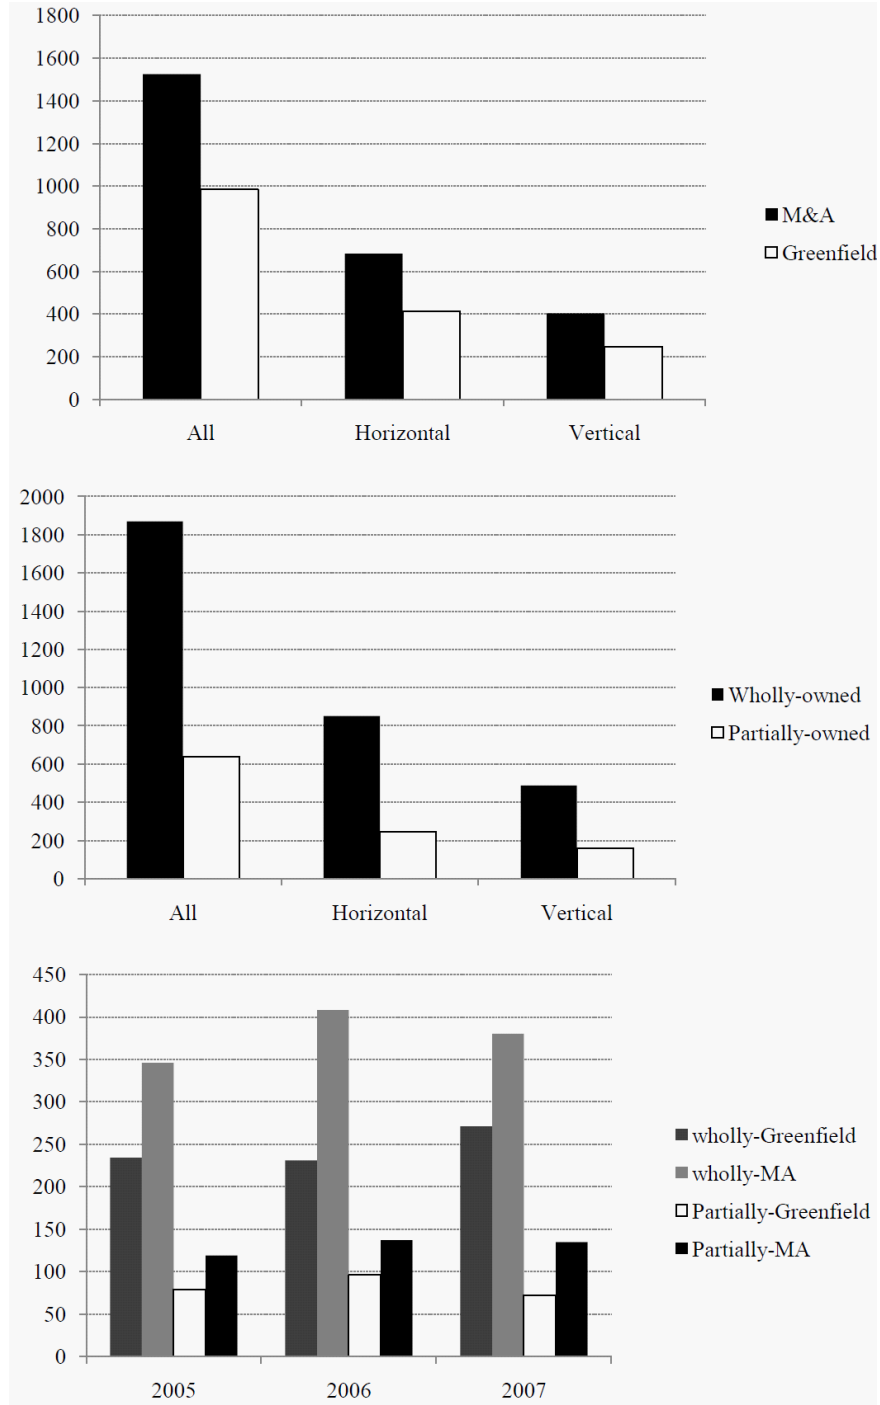 1800
1600
1400
1200
1000
800
600
400
200
0
All Horizontal Vertical
M&A
Greenfield
2000
1800
1600
1400
1200
1000
800
600
400
200
0
All Horizontal Vertical
Wholly-owned
Partially-owned
450
400
350
300
250
200
150
100
50
0
2005 2006 2007
wholly-Greenfield
wholly-MA
Partially-Greenfield
Partially-MA